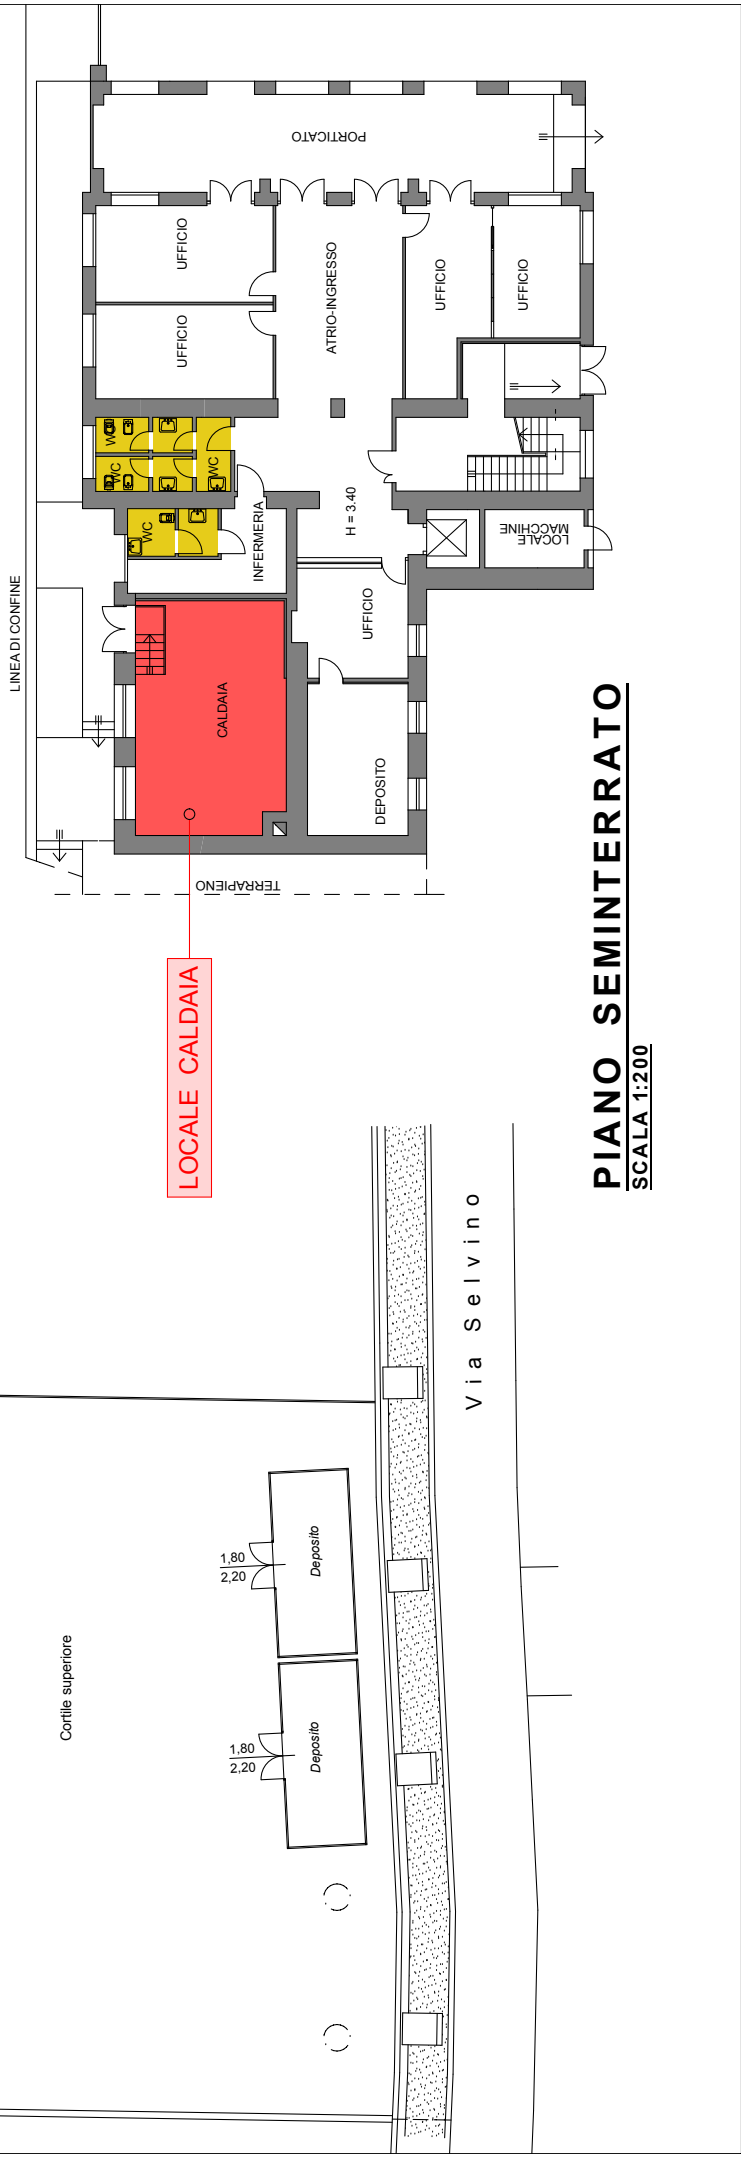 LINEA DI CONFINE
PORTICATO
UFFICIO
UFFICIO
ATRIO-INGRESSO
UFFICIO
UFFICIO
WC
WC
WC
WC
INFERMERIA
H = 3.40
LOCALE
MACCHINE
UFFICIO
CALDAIA
DEPOSITO
TERRAPIENO
LOCALE CALDAIA
PIANO SEMINTERRATO
SCALA 1:200
Via Selvino
Cortile superiore
1,80
2,20
Deposito
1,80
2,20
Deposito